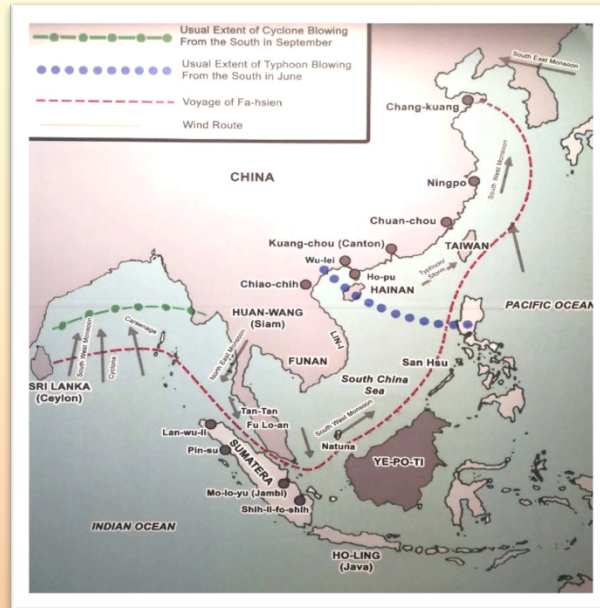 Usual Extent of Cyclone Blowing
From the South in September
Usual Extent of Typhoon Blowing
From the South in June
Voyage of Fa-hsien
Wind Route
South East Monsoon
Chang-kuang
CHINA
Ningpo
South West Monsoon
Chuan-chou
Kuang-chou (Canton)
TAIWAN
Wu-lei
Ho-pu
Typhoon/
Storm
Chiao-chih
HAINAN
PACIFIC OCEAN
HUAN-WANG
(Siam)
LIN-I
South West Monsoon
Cyclone
North East Monsoon
FUNAN
San Hsu
SRI LANKA
(Ceylon)
South China
Sea
Tan-Tan
Fu Lo-an
South West Monsoon
Lan-wu-li
Natuna
Pin-su
SUMATERA
YE-PO-TI
Mo-lo-yu (Jambi)
Shih-li-fo-shih
INDIAN OCEAN
HO-LING
(Java)